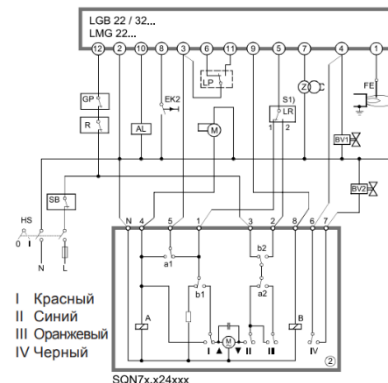 LGB 22 / 32...
LMG 22...
12 2 10 8 3 6 11 9 5 7 4 1
GP
R
AL
EK2
LP
M
S1)
LR
1 2
Z
FE
BV1
BV2
SB
HS
0 I
N L
N 4 5 1 3 2 8 6 7
a1
b2
b1
a2
A
B
I M II III IV
2
I Красный
II Синий
III Оранжевый
IV Черный
SQN7x.x24xxx